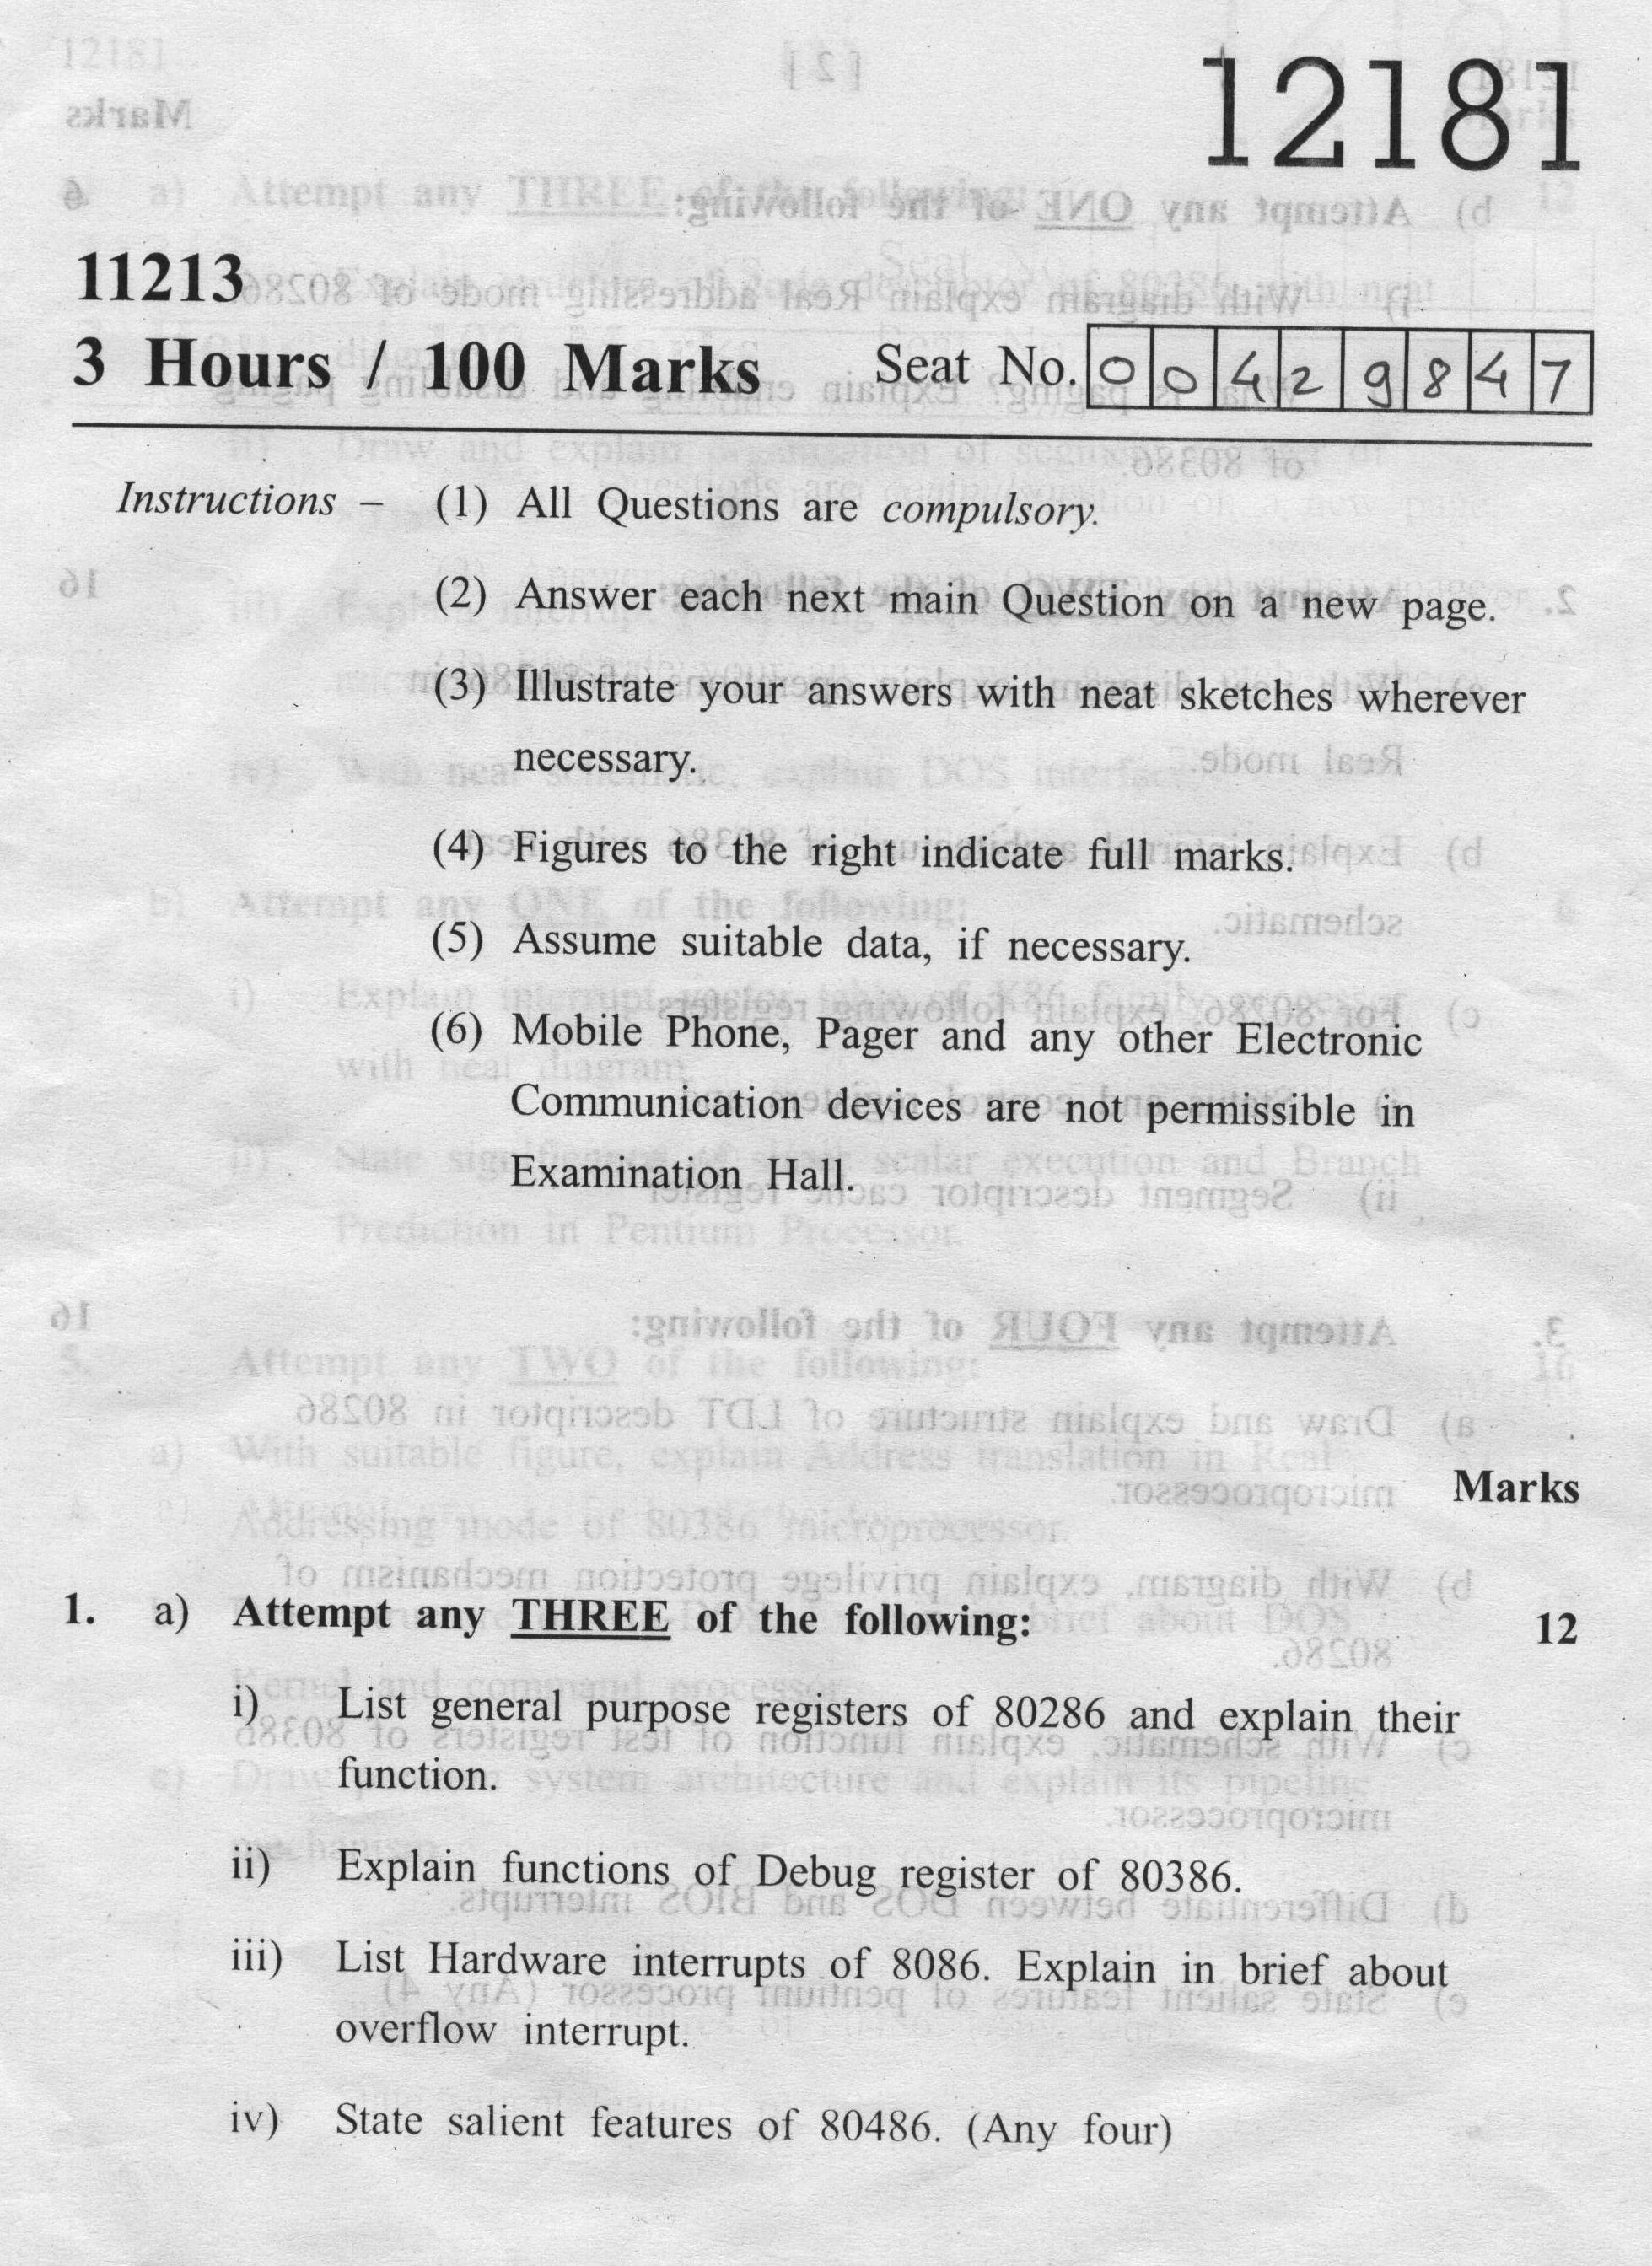 12181
11213
3 Hours / 100 Marks Seat No. 0 0 4 2 9 8 4 7
Instructions – (1) All Questions are compulsory.
(2) Answer each next main Question on a new page.
(3) Illustrate your answers with neat sketches wherever
necessary.
(4) Figures to the right indicate full marks.
(5) Assume suitable data, if necessary.
(6) Mobile Phone, Pager and any other Electronic
Communication devices are not permissible in
Examination Hall.
Marks
1. a) Attempt any THREE of the following: 12
i) List general purpose registers of 80286 and explain their
function.
ii) Explain functions of Debug register of 80386.
iii) List Hardware interrupts of 8086. Explain in brief about
overflow interrupt.
iv) State salient features of 80486. (Any four)